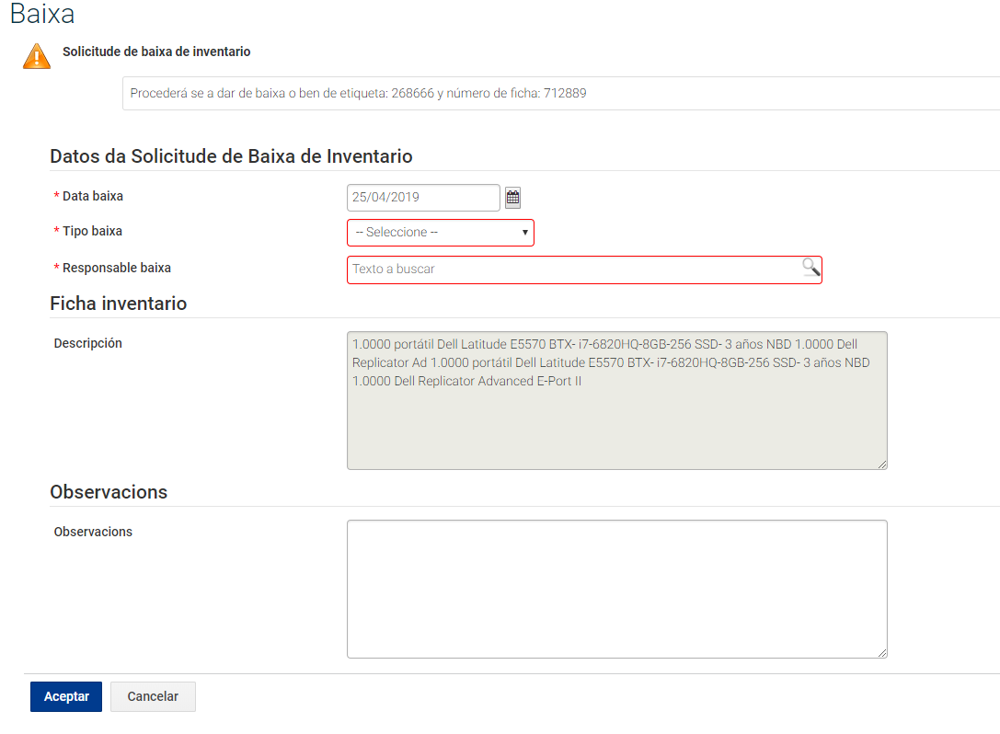 Baixa
Solicitude de baixa de inventario
Procederá se a dar de baixa o ben de etiqueta: 268666 y número de ficha: 712889
Datos da Solicitude de Baixa de Inventario
* Data baixa
25/04/2019
* Tipo baixa
-- Seleccione --
* Responsable baixa
Texto a buscar
Ficha inventario
Descripción
1.0000 portátil Dell Latitude E5570 BTX- i7-6820HQ-8GB-256 SSD- 3 años NBD 1.0000 Dell
Replicator Ad 1.0000 portátil Dell Latitude E5570 BTX- i7-6820HQ-8GB-256 SSD- 3 años NBD
1.0000 Dell Replicator Advanced E-Port II
Observacions
Observacions
Aceptar
Cancelar